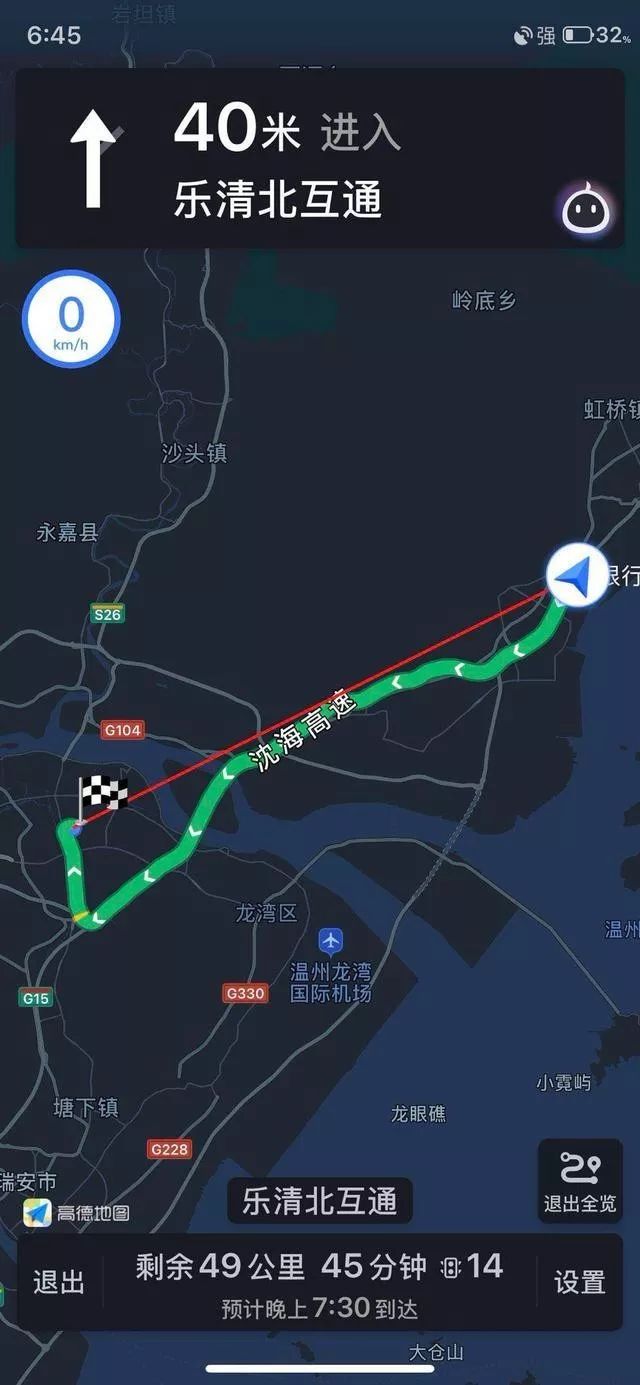 岩坦镇
6:45
强 32%
40米 进入
乐清北互通
0
km/h
岭底乡
虹桥镇
沙头镇
永嘉县
银行
S26
G104
沈海高速
龙湾区
温州
温州龙湾
国际机场
G15
G330
小霓屿
塘下镇
龙眼礁
G228
瑞安市
高德地图
乐清北互通
退出全览
退出
剩余49公里 45分钟 14
预计晚上7:30到达
设置
大仓山